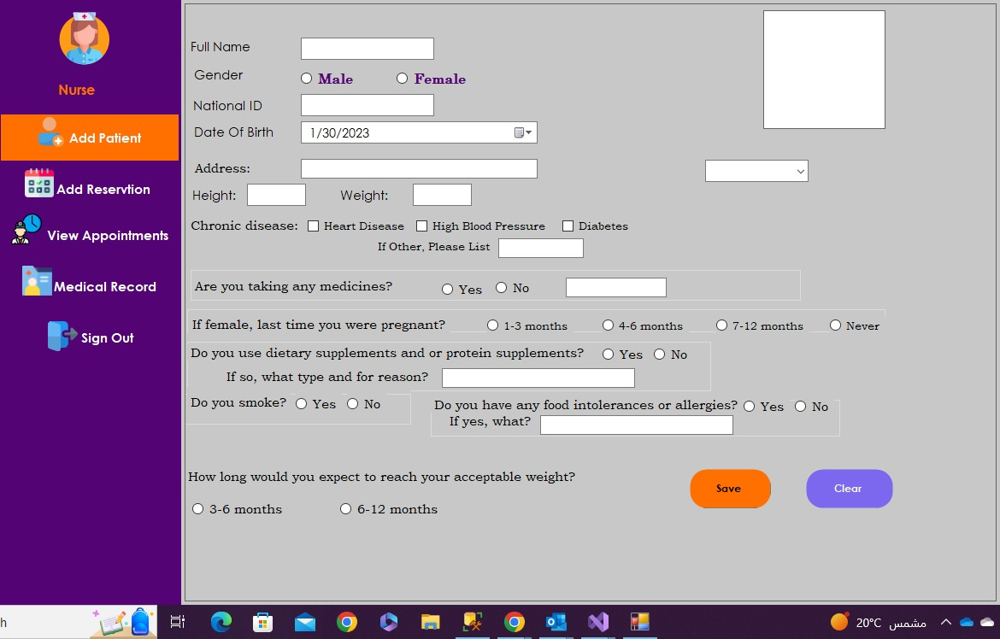 Nurse
Add Patient
Add Reservtion
View Appointments
Medical Record
Sign Out
Full Name
Gender Male Female
National ID
Date Of Birth 1/30/2023
Address:
Height: Weight:
Chronic disease: Heart Disease High Blood Pressure Diabetes
If Other, Please List
Are you taking any medicines? Yes No
If female, last time you were pregnant? 1-3 months 4-6 months 7-12 months Never
Do you use dietary supplements and or protein supplements? Yes No
If so, what type and for reason?
Do you smoke? Yes No
Do you have any food intolerances or allergies? Yes No
If yes, what?
How long would you expect to reach your acceptable weight?
3-6 months 6-12 months
Save
Clear
h
20°C مشمس